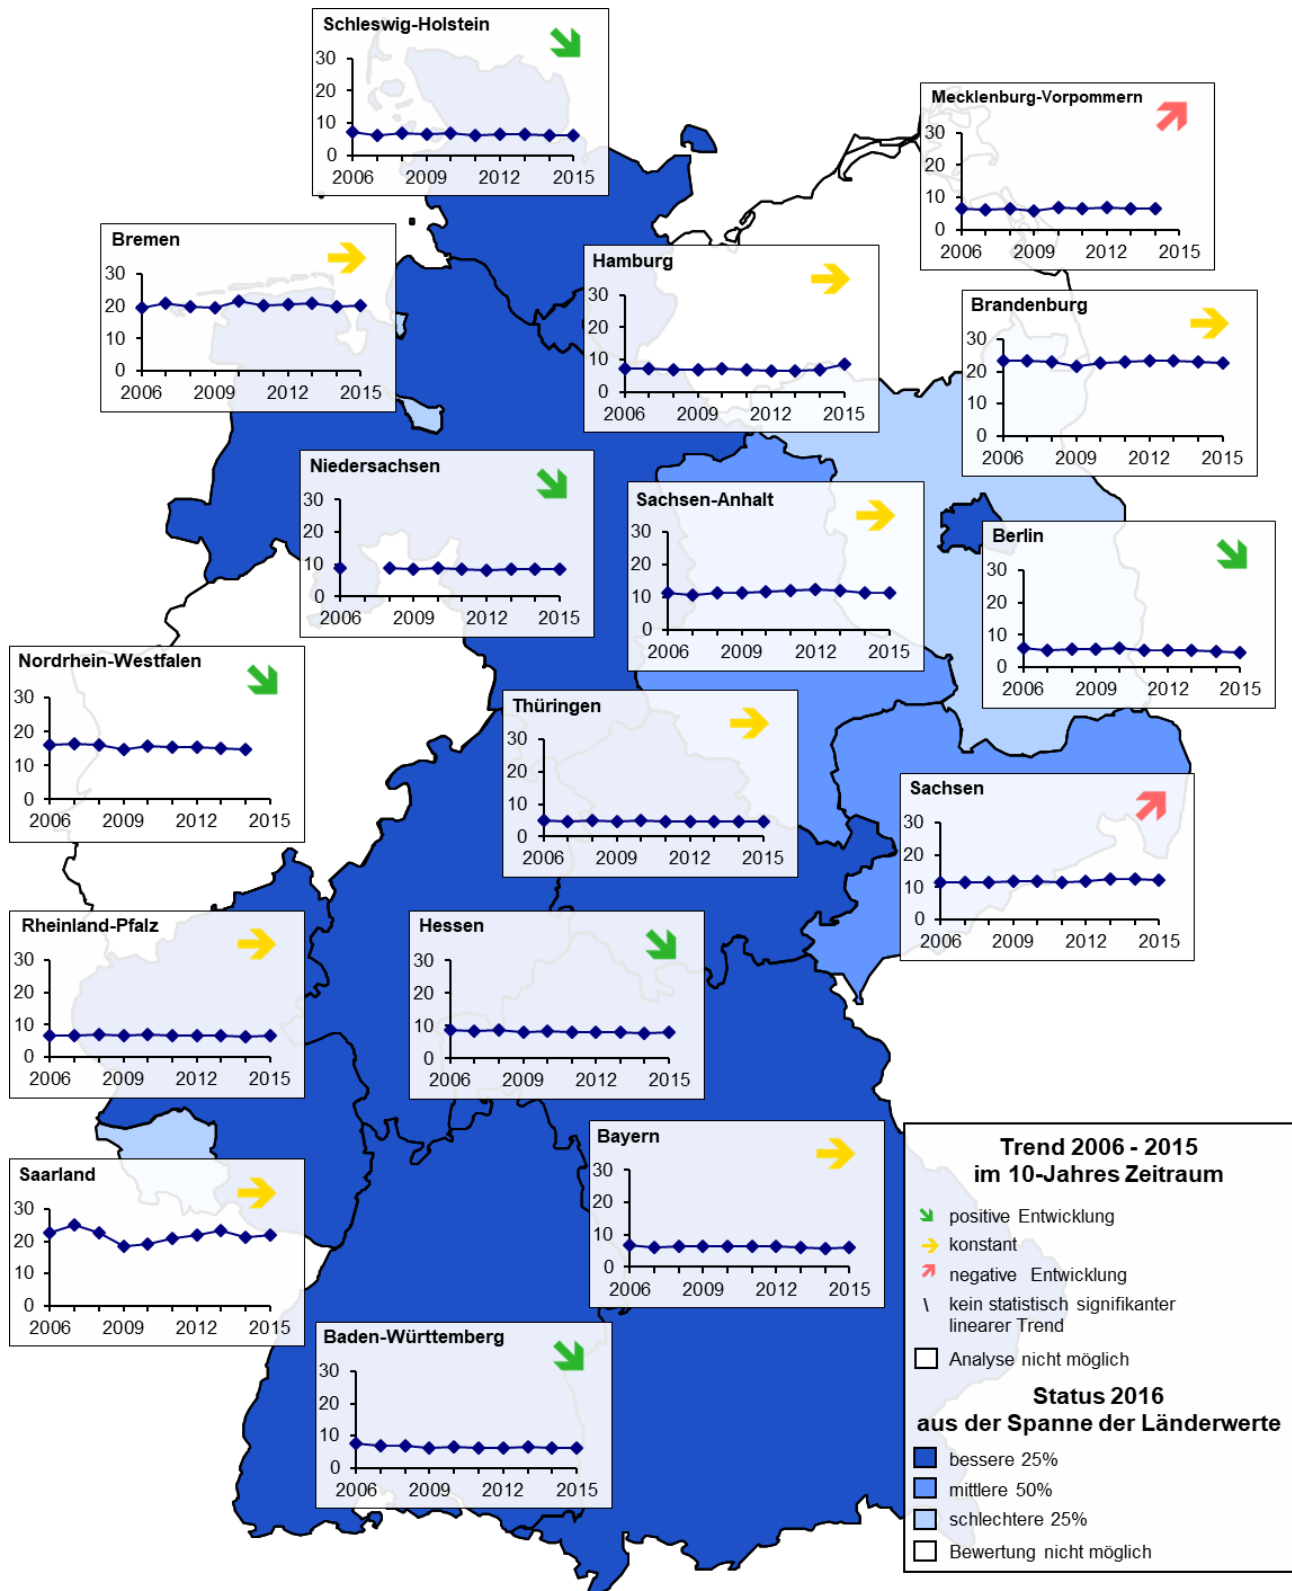 Schleswig-Holstein
30
20
10
0
2006 2009 2012 2015
Mecklenburg-Vorpommern
30
20
10
0
2006 2009 2012 2015
Bremen
30
20
10
0
2006 2009 2012 2015
Hamburg
30
20
10
0
2006 2009 2012 2015
Brandenburg
30
20
10
0
2006 2009 2012 2015
Niedersachsen
30
20
10
0
2006 2009 2012 2015
Sachsen-Anhalt
30
20
10
0
2006 2009 2012 2015
Berlin
30
20
10
0
2006 2009 2012 2015
Nordrhein-Westfalen
30
20
10
0
2006 2009 2012 2015
Thüringen
30
20
10
0
2006 2009 2012 2015
Sachsen
30
20
10
0
2006 2009 2012 2015
Rheinland-Pfalz
30
20
10
0
2006 2009 2012 2015
Hessen
30
20
10
0
2006 2009 2012 2015
Saarland
30
20
10
0
2006 2009 2012 2015
Bayern
30
20
10
0
2006 2009 2012 2015
Baden-Württemberg
30
20
10
0
2006 2009 2012 2015
Trend 2006 - 2015
im 10-Jahres Zeitraum
positive Entwicklung
konstant
negative Entwicklung
\ kein statistisch signifikanter
linearer Trend
Analyse nicht möglich
Status 2016
aus der Spanne der Länderwerte
bessere 25%
mittlere 50%
schlechtere 25%
Bewertung nicht möglich